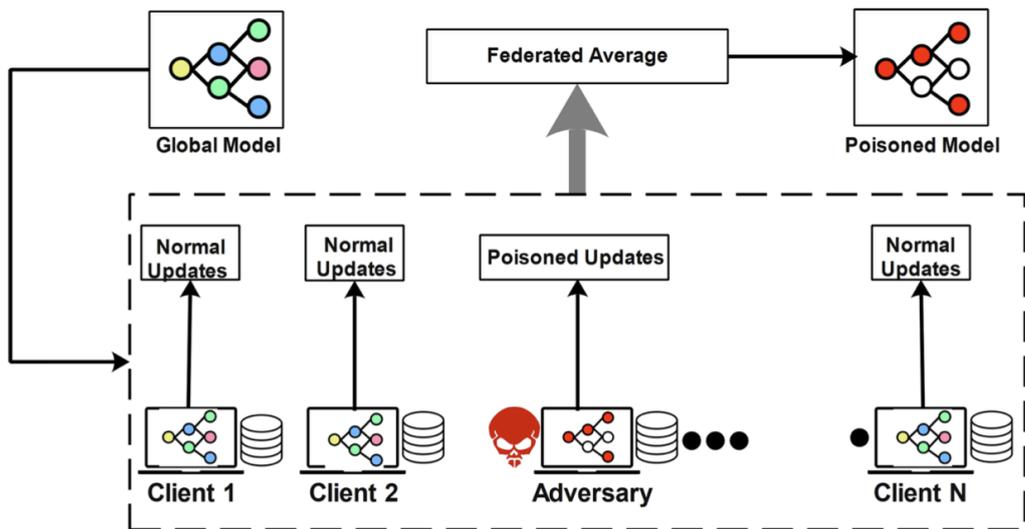 Federated Average
Global Model
Poisoned Model
Normal
Updates
Normal
Updates
Poisoned Updates
Normal
Updates
Client 1
Client 2
Adversary
Client N